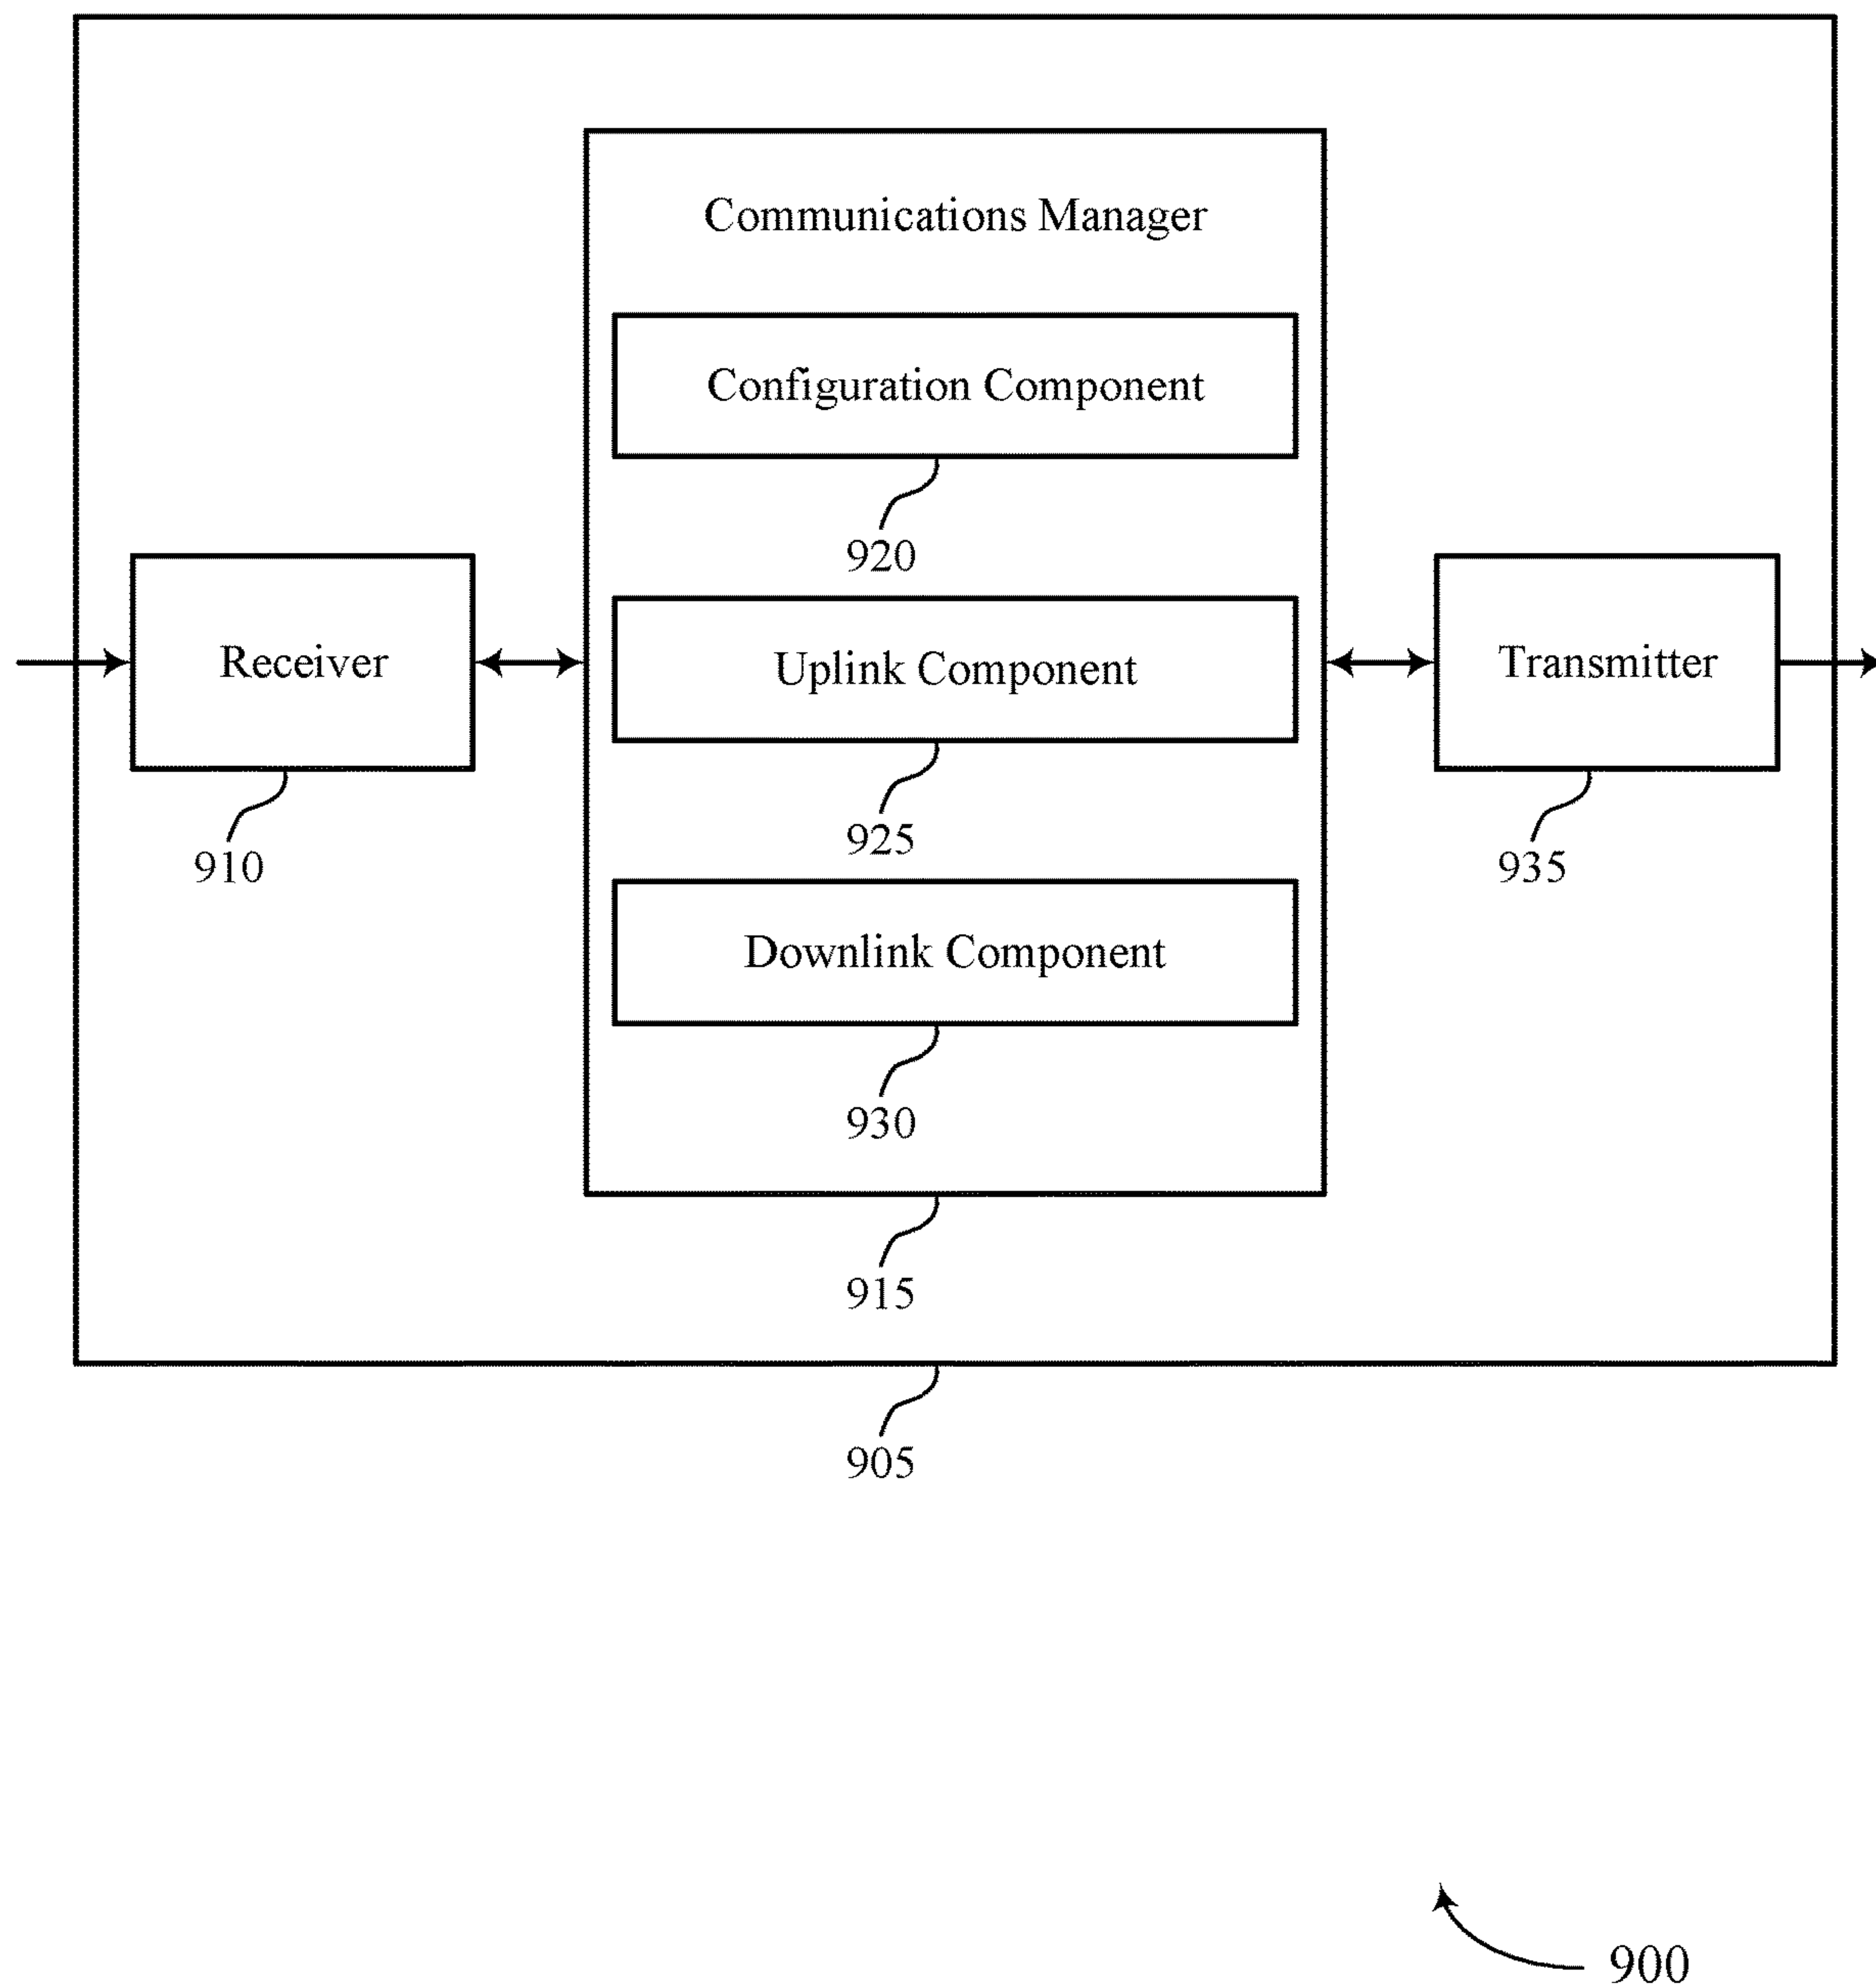 Communications Manager
Configuration Component
920
Receiver
Uplink Component
Transmitter
910
925
935
Downlink Component
930
915
905
900